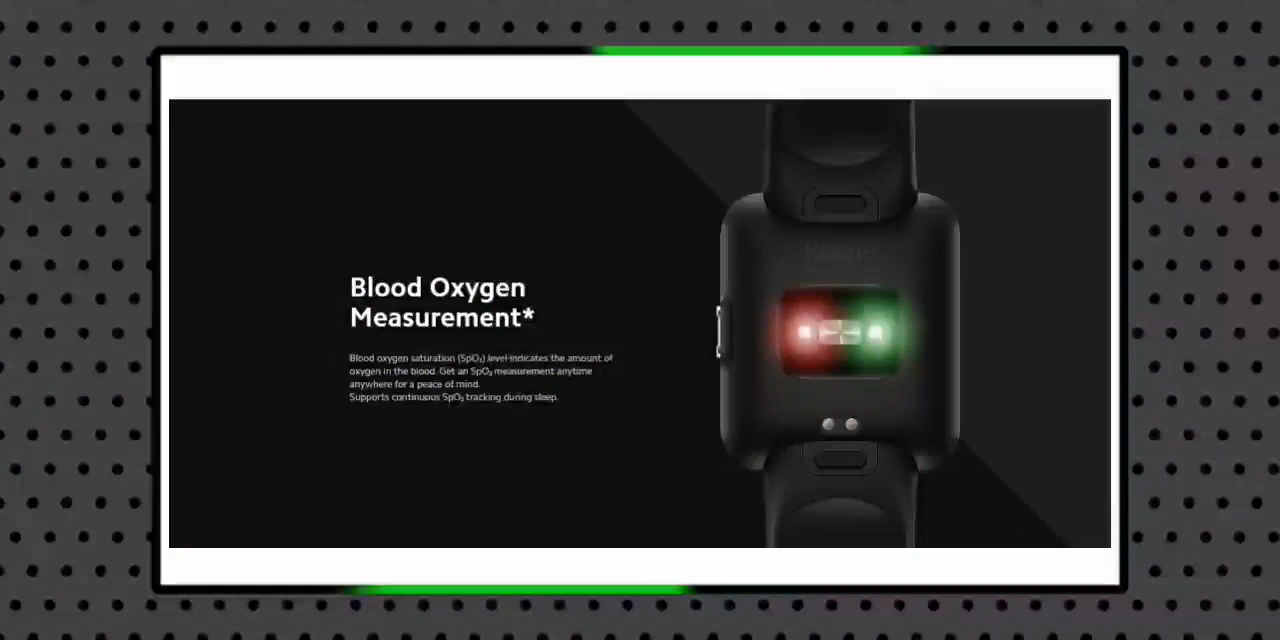 Blood Oxygen
Measurement*
Blood oxygen saturation (SpO₂) level indicates the amount of
oxygen in the blood. Get an SpO₂ measurement anytime
anywhere for a peace of mind.
Supports continuous SpO₂ tracking during sleep.